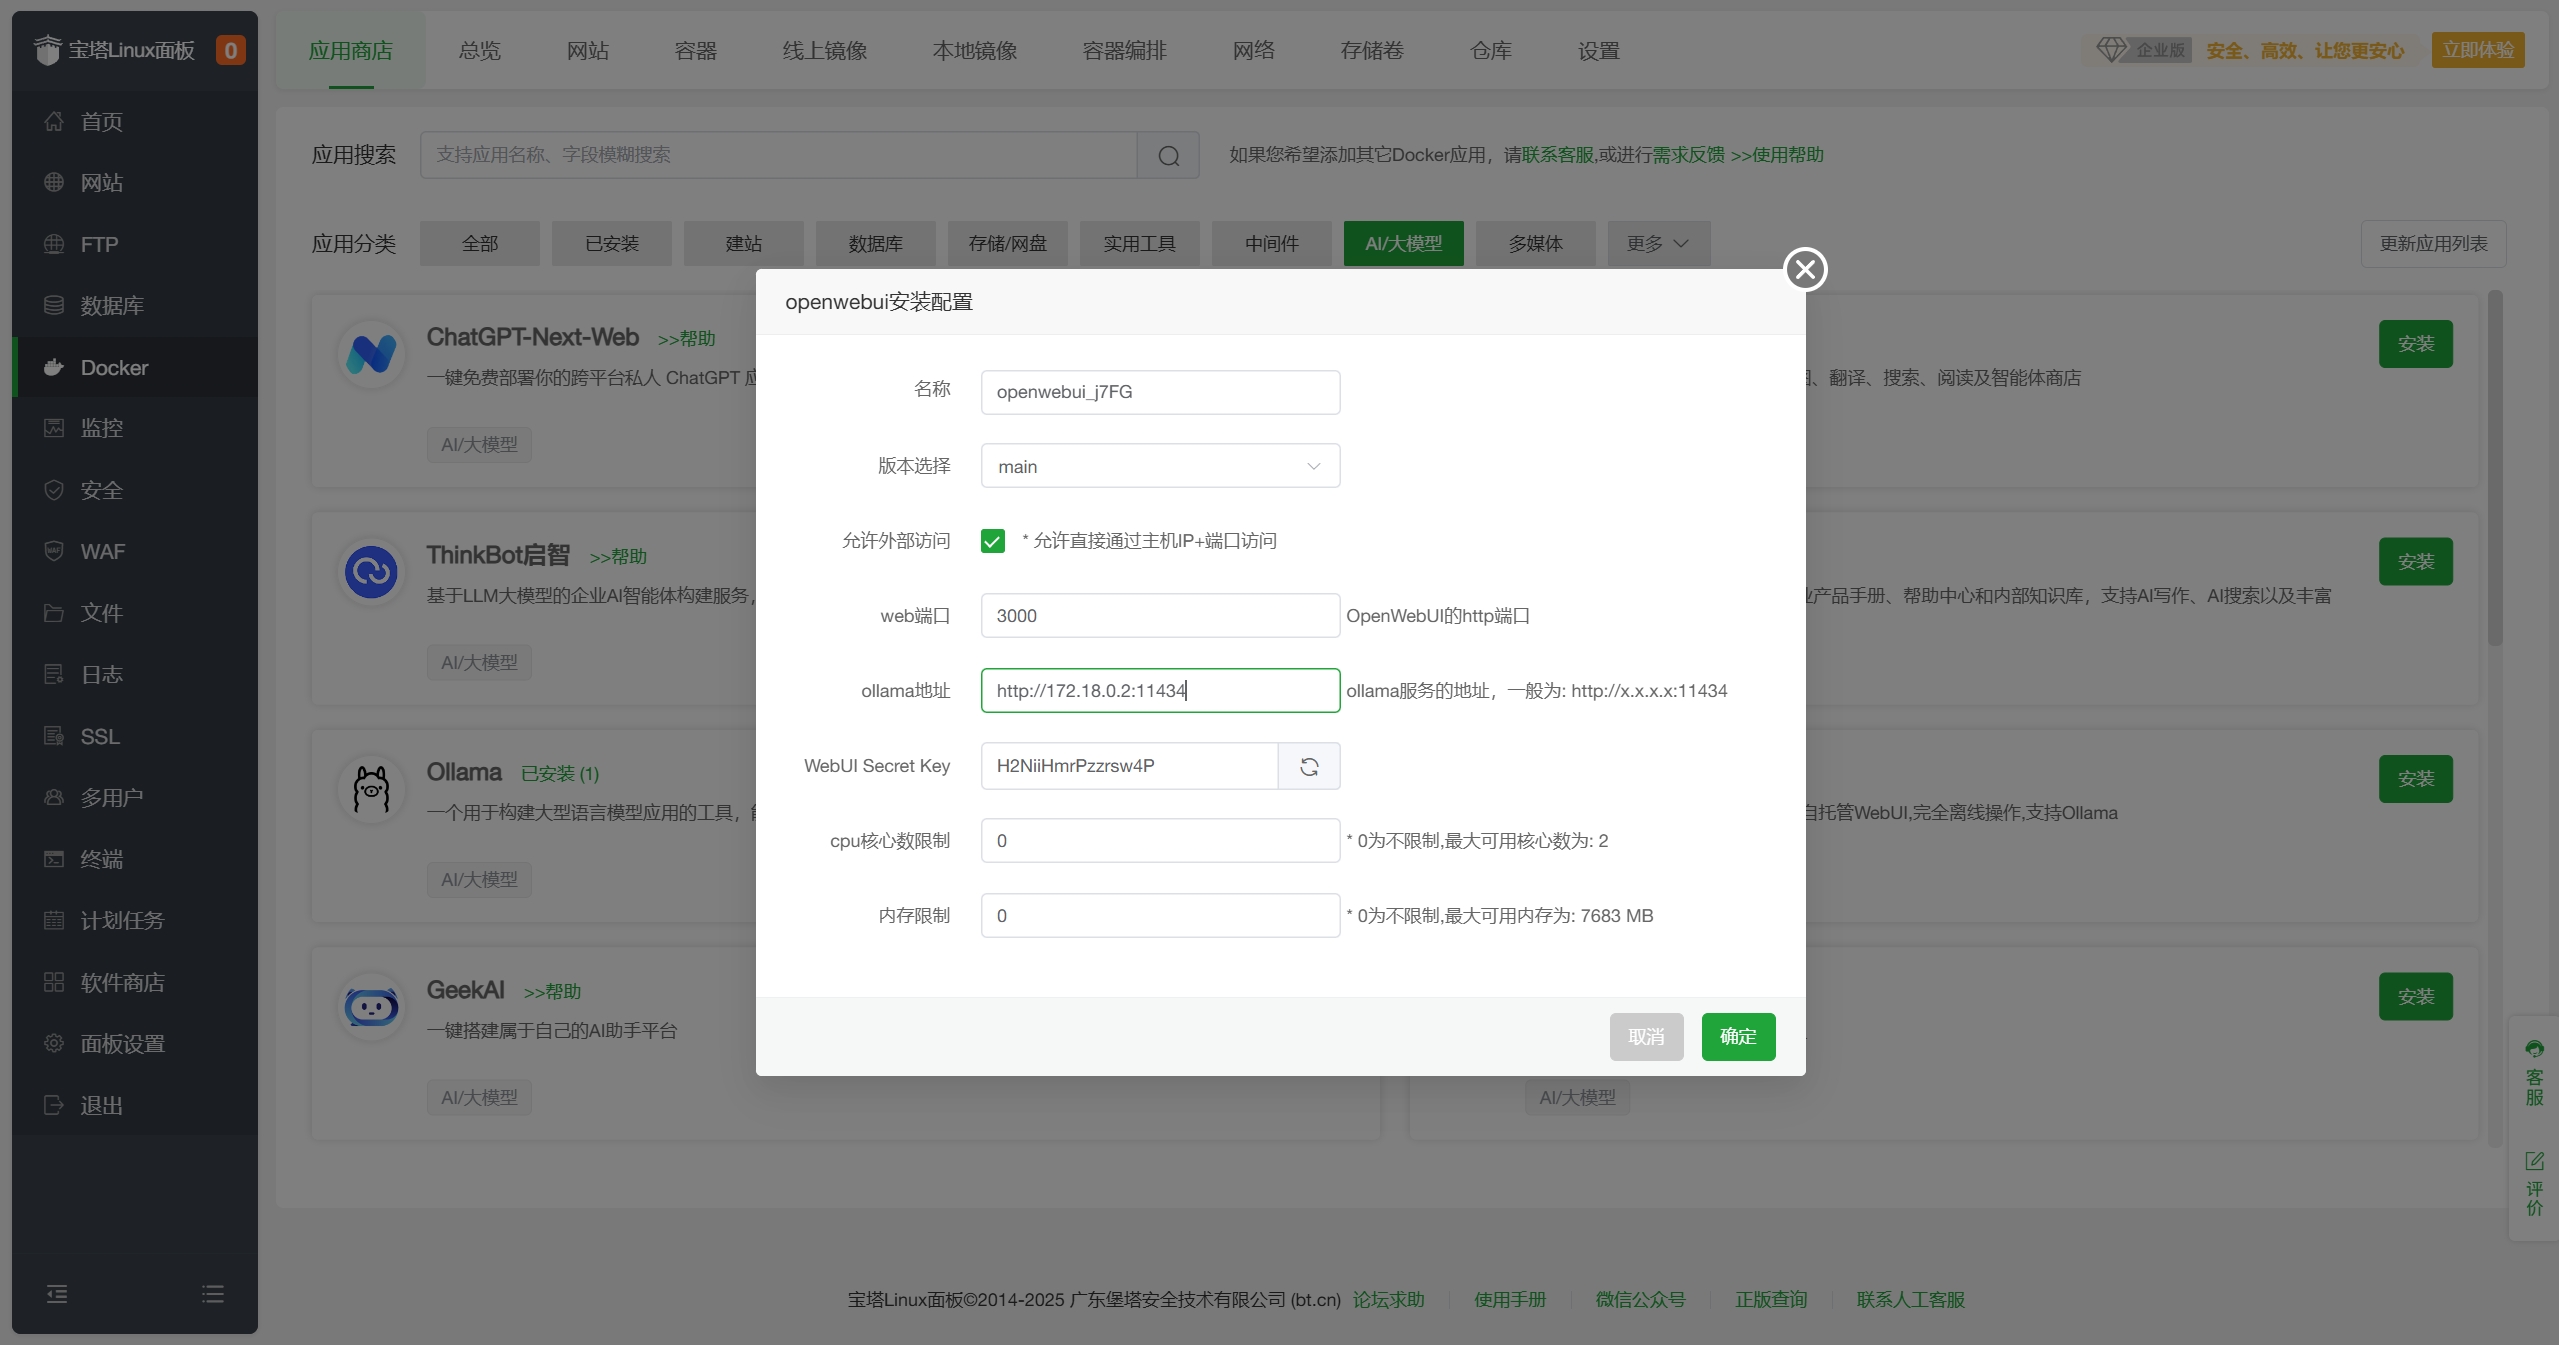 宝塔Linux面板 0
首页
网站
FTP
数据库
Docker
监控
安全
WAF
文件
日志
SSL
多用户
终端
计划任务
软件商店
面板设置
退出
应用商店 总览 网站 容器 线上镜像 本地镜像 容器编排 网络 存储卷 仓库 设置
企业版 安全、高效、让您更安心 立即体验
应用搜索 支持应用名称、字段模糊搜索 如果您希望添加其它Docker应用，请联系客服,或进行需求反馈 >>使用帮助
应用分类 全部 已安装 建站 数据库 存储/网盘 实用工具 中间件 AI/大模型 多媒体 更多 更新应用列表
ChatGPT-Next-Web >>帮助
一键免费部署你的跨平台私人 ChatGPT
AI/大模型
、翻译、搜索、阅读及智能体商店
安装
ThinkBot启智 >>帮助
基于LLM大模型的企业AI智能体构建服务，
AI/大模型
产品手册、帮助中心和内部知识库，支持AI写作、AI搜索以及丰富
安装
Ollama 已安装 (1)
一个用于构建大型语言模型应用的工具，
AI/大模型
自托管WebUI,完全离线操作,支持Ollama
安装
GeekAI >>帮助
一键搭建属于自己的AI助手平台
AI/大模型
安装
AI/大模型
openwebui安装配置
名称 openwebui_j7FG
版本选择 main
允许外部访问 * 允许直接通过主机IP+端口访问
web端口 3000 OpenWebUI的http端口
ollama地址 http://172.18.0.2:11434 ollama服务的地址，一般为: http://x.x.x.x:11434
WebUI Secret Key H2NiiHmrPzzrsw4P
cpu核心数限制 0 * 0为不限制,最大可用核心数为: 2
内存限制 0 * 0为不限制,最大可用内存为: 7683 MB
取消 确定
客服
评价
宝塔Linux面板©2014-2025 广东堡塔安全技术有限公司 (bt.cn) 论坛求助 使用手册 微信公众号 正版查询 联系人工客服